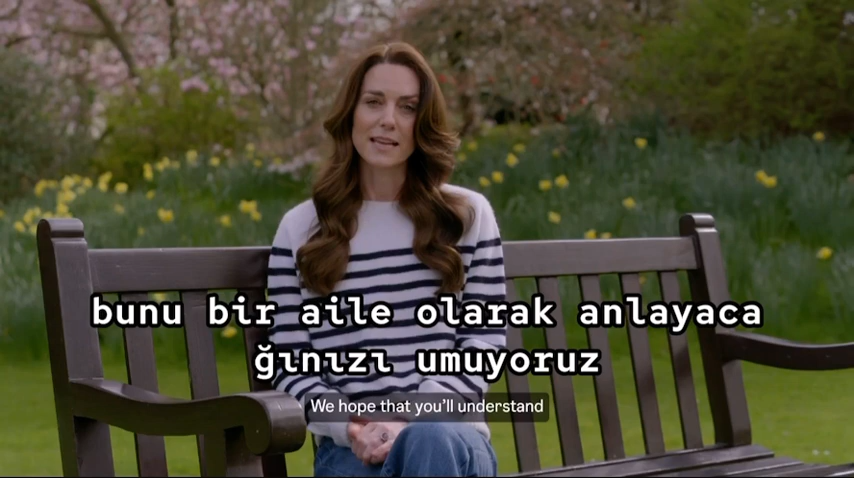 bunu bir aile olarak anlayaca
ğınızı umuyoruz
We hope that you’ll understand